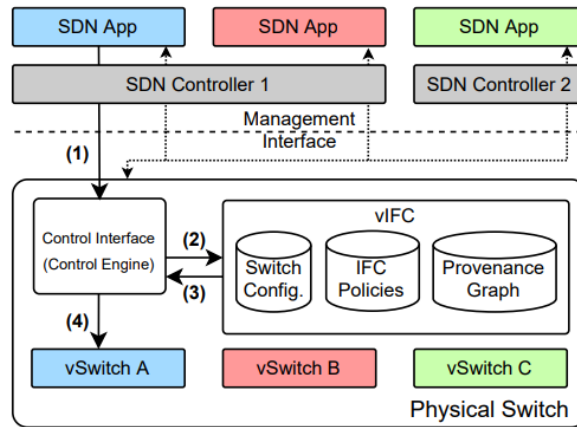 SDN App
SDN App
SDN App
SDN Controller 1
SDN Controller 2
Management
Interface
(1)
vIFC
Control Interface
(Control Engine)
(2)
(3)
Switch
Config.
IFC
Policies
Provenance
Graph
(4)
vSwitch A
vSwitch B
vSwitch C
Physical Switch